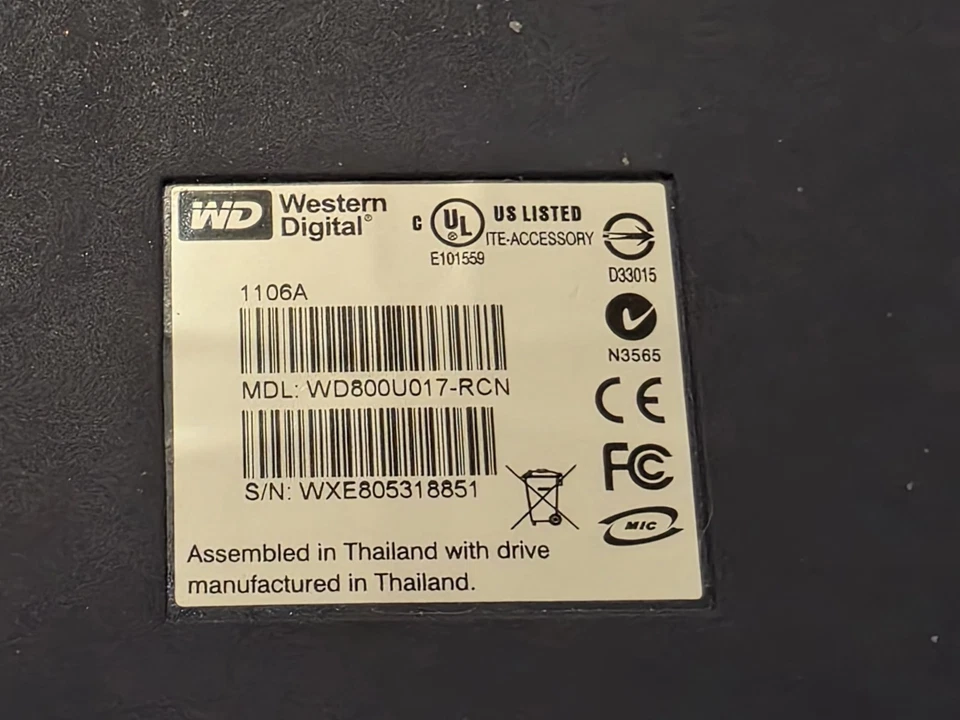 WD Western Digital®
C UL® US LISTED
ITE-ACCESSORY
E101559
D33015
1106A
N3565
MDL: WD800U017-RCN
CE
S/N: WXE805318851
FC
MIC
Assembled in Thailand with drive
manufactured in Thailand.